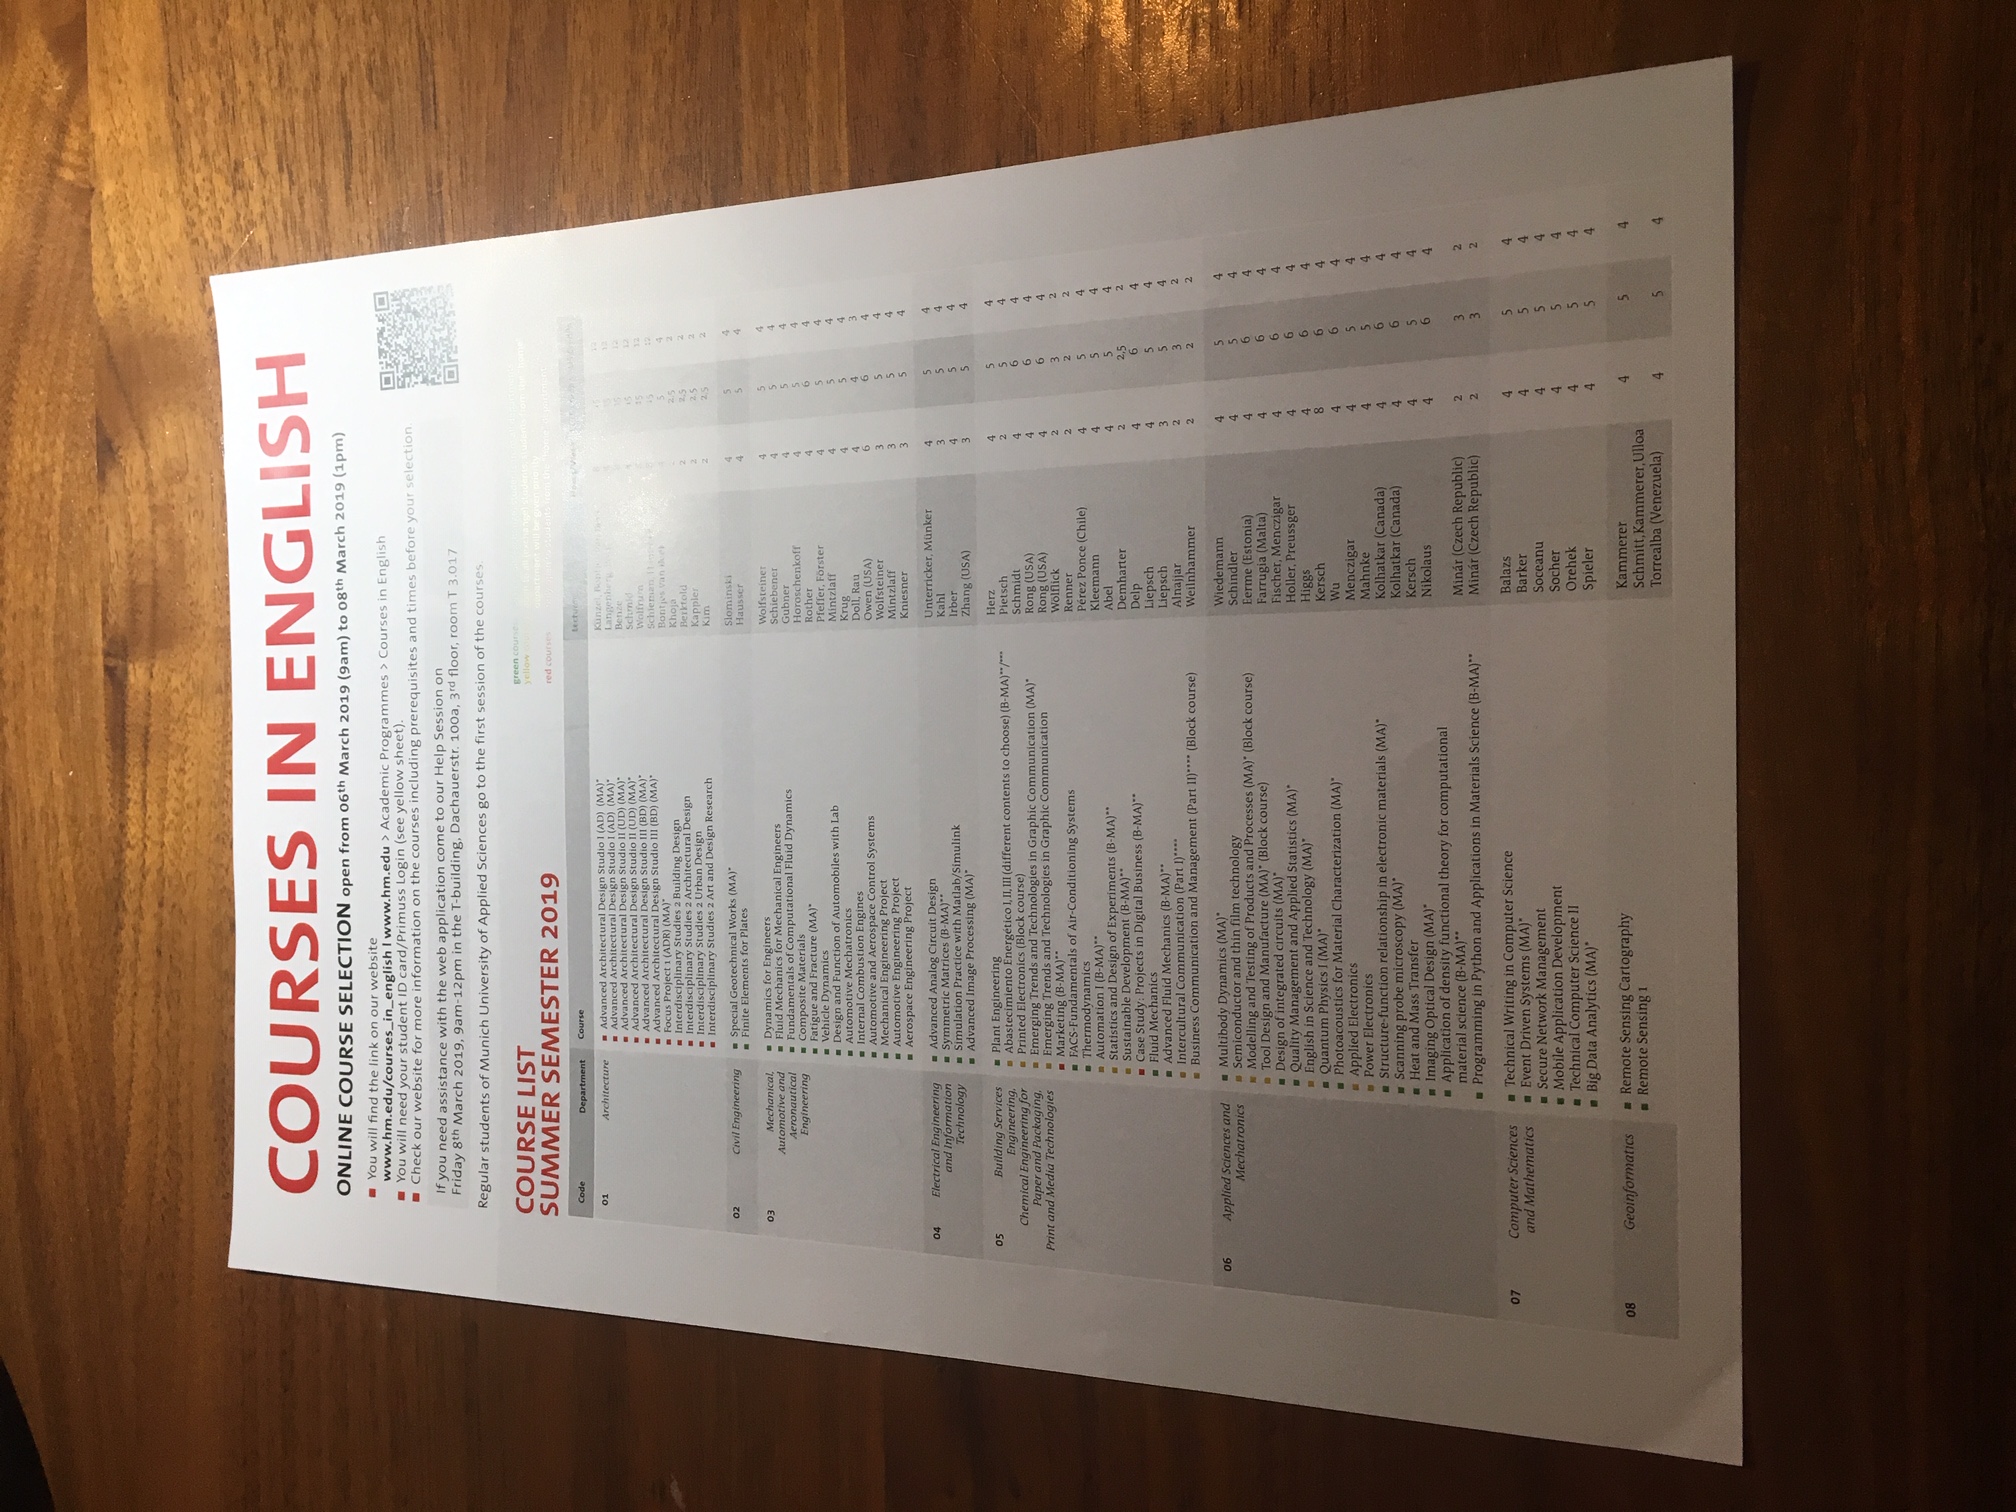 COURSES IN ENGLISH
ONLINE COURSE SELECTION open from 06th March 2019 (9am) to 08th March 2019 (1pm)
You will find the link on our website
www.hm.edu/courses_in_english | www.hm.edu > Academic Programmes > Courses in English
You will need your student ID card/Primuss Login (see yellow sheet).
Check our website for more information on the courses including prerequisites and times before your selection
If you need assistance with the web application come to our Help Session on
Friday 8th March 2019, 9am-12pm in the T-building, Dachauerstr. 100a, 3rd floor, room T 3.017
Regular students of Munich University of Applied Sciences go to the first session of the courses.
COURSE LIST
SUMMER SEMESTER 2019
green courses
yellow
department will be given priority
red courses
Code Department Course Lecturer
01 Architecture Advanced Architectural Design Studio I (AD) (MA)* Künzel, 15 12
Advanced Architectural Design Studio I (AD) (MA)* Langenberg, 15 12
Advanced Architectural Design Studio II (UD) (MA)* Benze 15 12
Advanced Architectural Design Studio II (UD) (MA)* Schmid 15 12
Advanced Architectural Design Studio III (BD) (MA)* Wolfrum 15 12
Advanced Architectural Design Studio III (BD) (MA)* Schieman, 15 12
Focus Project 1 (ADR) (MA)* Bontjes van 5 4
Interdisciplinary Studies 2 Building Design Khoja 2,5 2
Interdisciplinary Studies 2 Architectural Design Berktold 2 2,5 2
Interdisciplinary Studies 2 Urban Design Kappler 2 2,5 2
Interdisciplinary Studies 2 Art and Design Research Kim 2 2,5 2
02 Civil Engineering Special Geotechnical Works (MA)* Slominski 4 5 4
Finite Elements for Plates Hausser 4 5 4
03 Mechanical, Dynamics for Engineers Wolfsteiner 4 5 4
Automotive and Fluid Mechanics for Mechanical Engineers Schiebener 4 5 4
Aeronautical Fundamentals of Computational Fluid Dynamics Gubner 4 5 4
Engineering Composite Materials Horoschenkoff 4 5 4
Fatigue and Fracture (MA)* Rother 4 6 4
Vehicle Dynamics Pfeffer, Förster 4 5 4
Design and Function of Automobiles with Lab Mintzlaff 4 5 4
Automotive Mechatronics Krug 4 5 4
Internal Combustion Engines Doll, Rau 4 4 3
Automotive and Aerospace Control Systems Owen (USA) 6 6 4
Mechanical Engineering Project Wolfsteiner 3 5 4
Automotive Engineering Project Mintzlaff 3 5 4
Aerospace Engineering Project Kniesner 3 5 4
04 Electrical Engineering Advanced Analog Circuit Design Unterricker, Münker 4 5 4
and Information Symmetric Matrices (B-MA)** Kahl 3 5 4
Technology Simulation Practice with Matlab/Simulink Irber 4 5 4
Advanced Image Processing (MA)* Zhang (USA) 3 5 4
05 Building Services Plant Engineering Herz 4 5 4
Engineering, Abastecimiento Energético I, II, III (different contents to choose) (B-MA)**/*** Pietsch 2 5 4
Chemical Engineering for Printed Electronics (Block course) Schmidt 4 6 4
Paper and Packaging, Emerging Trends and Technologies in Graphic Communication (MA)* Rong (USA) 4 6 4
Print and Media Technologies Emerging Trends and Technologies in Graphic Communication Rong (USA) 4 6 4
Marketing (B-MA)** Wölflick 2 3 2
FACS-Fundamentals of Air-Conditioning Systems Renner 2 2 2
Thermodynamics Pérez Ponce (Chile) 4 5 4
Automation I (B-MA)** Kleemann 4 5 4
Statistics and Design of Experiments (B-MA)** Abel 4 5 4
Sustainable Development (B-MA)** Demharter 2 2,5 2
Case Study: Projects in Digital Business (B-MA)** Delp 4 6 4
Fluid Mechanics Liepsch 4 5 4
Advanced Fluid Mechanics (B-MA)** Liepsch 3 5 4
Intercultural Communication (Part I)**** Alnajjar 2 3 2
Business Communication and Management (Part II)**** (Block course) Weilnhammer 2 2 2
06 Applied Sciences and Multibody Dynamics (MA)* Wiedemann 4 5 4
Mechatronics Semiconductor and thin film technology Schindler 4 5 4
Modelling and Testing of Products and Processes (MA)* (Block course) Eerme (Estonia) 4 6 4
Tool Design and Manufacture (MA)* (Block course) Farrugia (Malta) 4 6 4
Design of integrated circuits (MA)* Fischer, Menczigar 4 6 4
Quality Management and Applied Statistics (MA)* Holler, Preussger 4 6 4
English in Science and Technology (MA)* Higgs 4 6 4
Quantum Physics I (MA)* Kersch 8 6 4
Photoacoustics for Material Characterization (MA)* Wu 4 6 4
Applied Electronics Menczigar 4 5 4
Power Electronics Mahnke 4 5 4
Structure-function relationship in electronic materials (MA)* Kolhatkar (Canada) 4 6 4
Scanning probe microscopy (MA)* Kolhatkar (Canada) 4 6 4
Heat and Mass Transfer Kersch 4 5 4
Imaging Optical Design (MA)* Nikolaus 4 6 4
Application of density functional theory for computational
material science (B-MA)** Minár (Czech Republic) 2 3 2
Programming in Python and Applications in Materials Science (B-MA)** Minár (Czech Republic) 2 3 2
07 Computer Sciences Technical Writing in Computer Science Balazs 4 5 4
and Mathematics Event Driven Systems (MA)* Barker 4 5 4
Secure Network Management Soceanu 4 5 4
Mobile Application Development Socher 4 5 4
Technical Computer Science II Orehek 4 5 4
Big Data Analytics (MA)* Spieler 4 5 4
08 Geoinformatics Remote Sensing Cartography Kammerer 4 5 4
Remote Sensing 1 Schmitt,Kammerer,Ulloa
Torrealba (Venezuela) 4 5 4